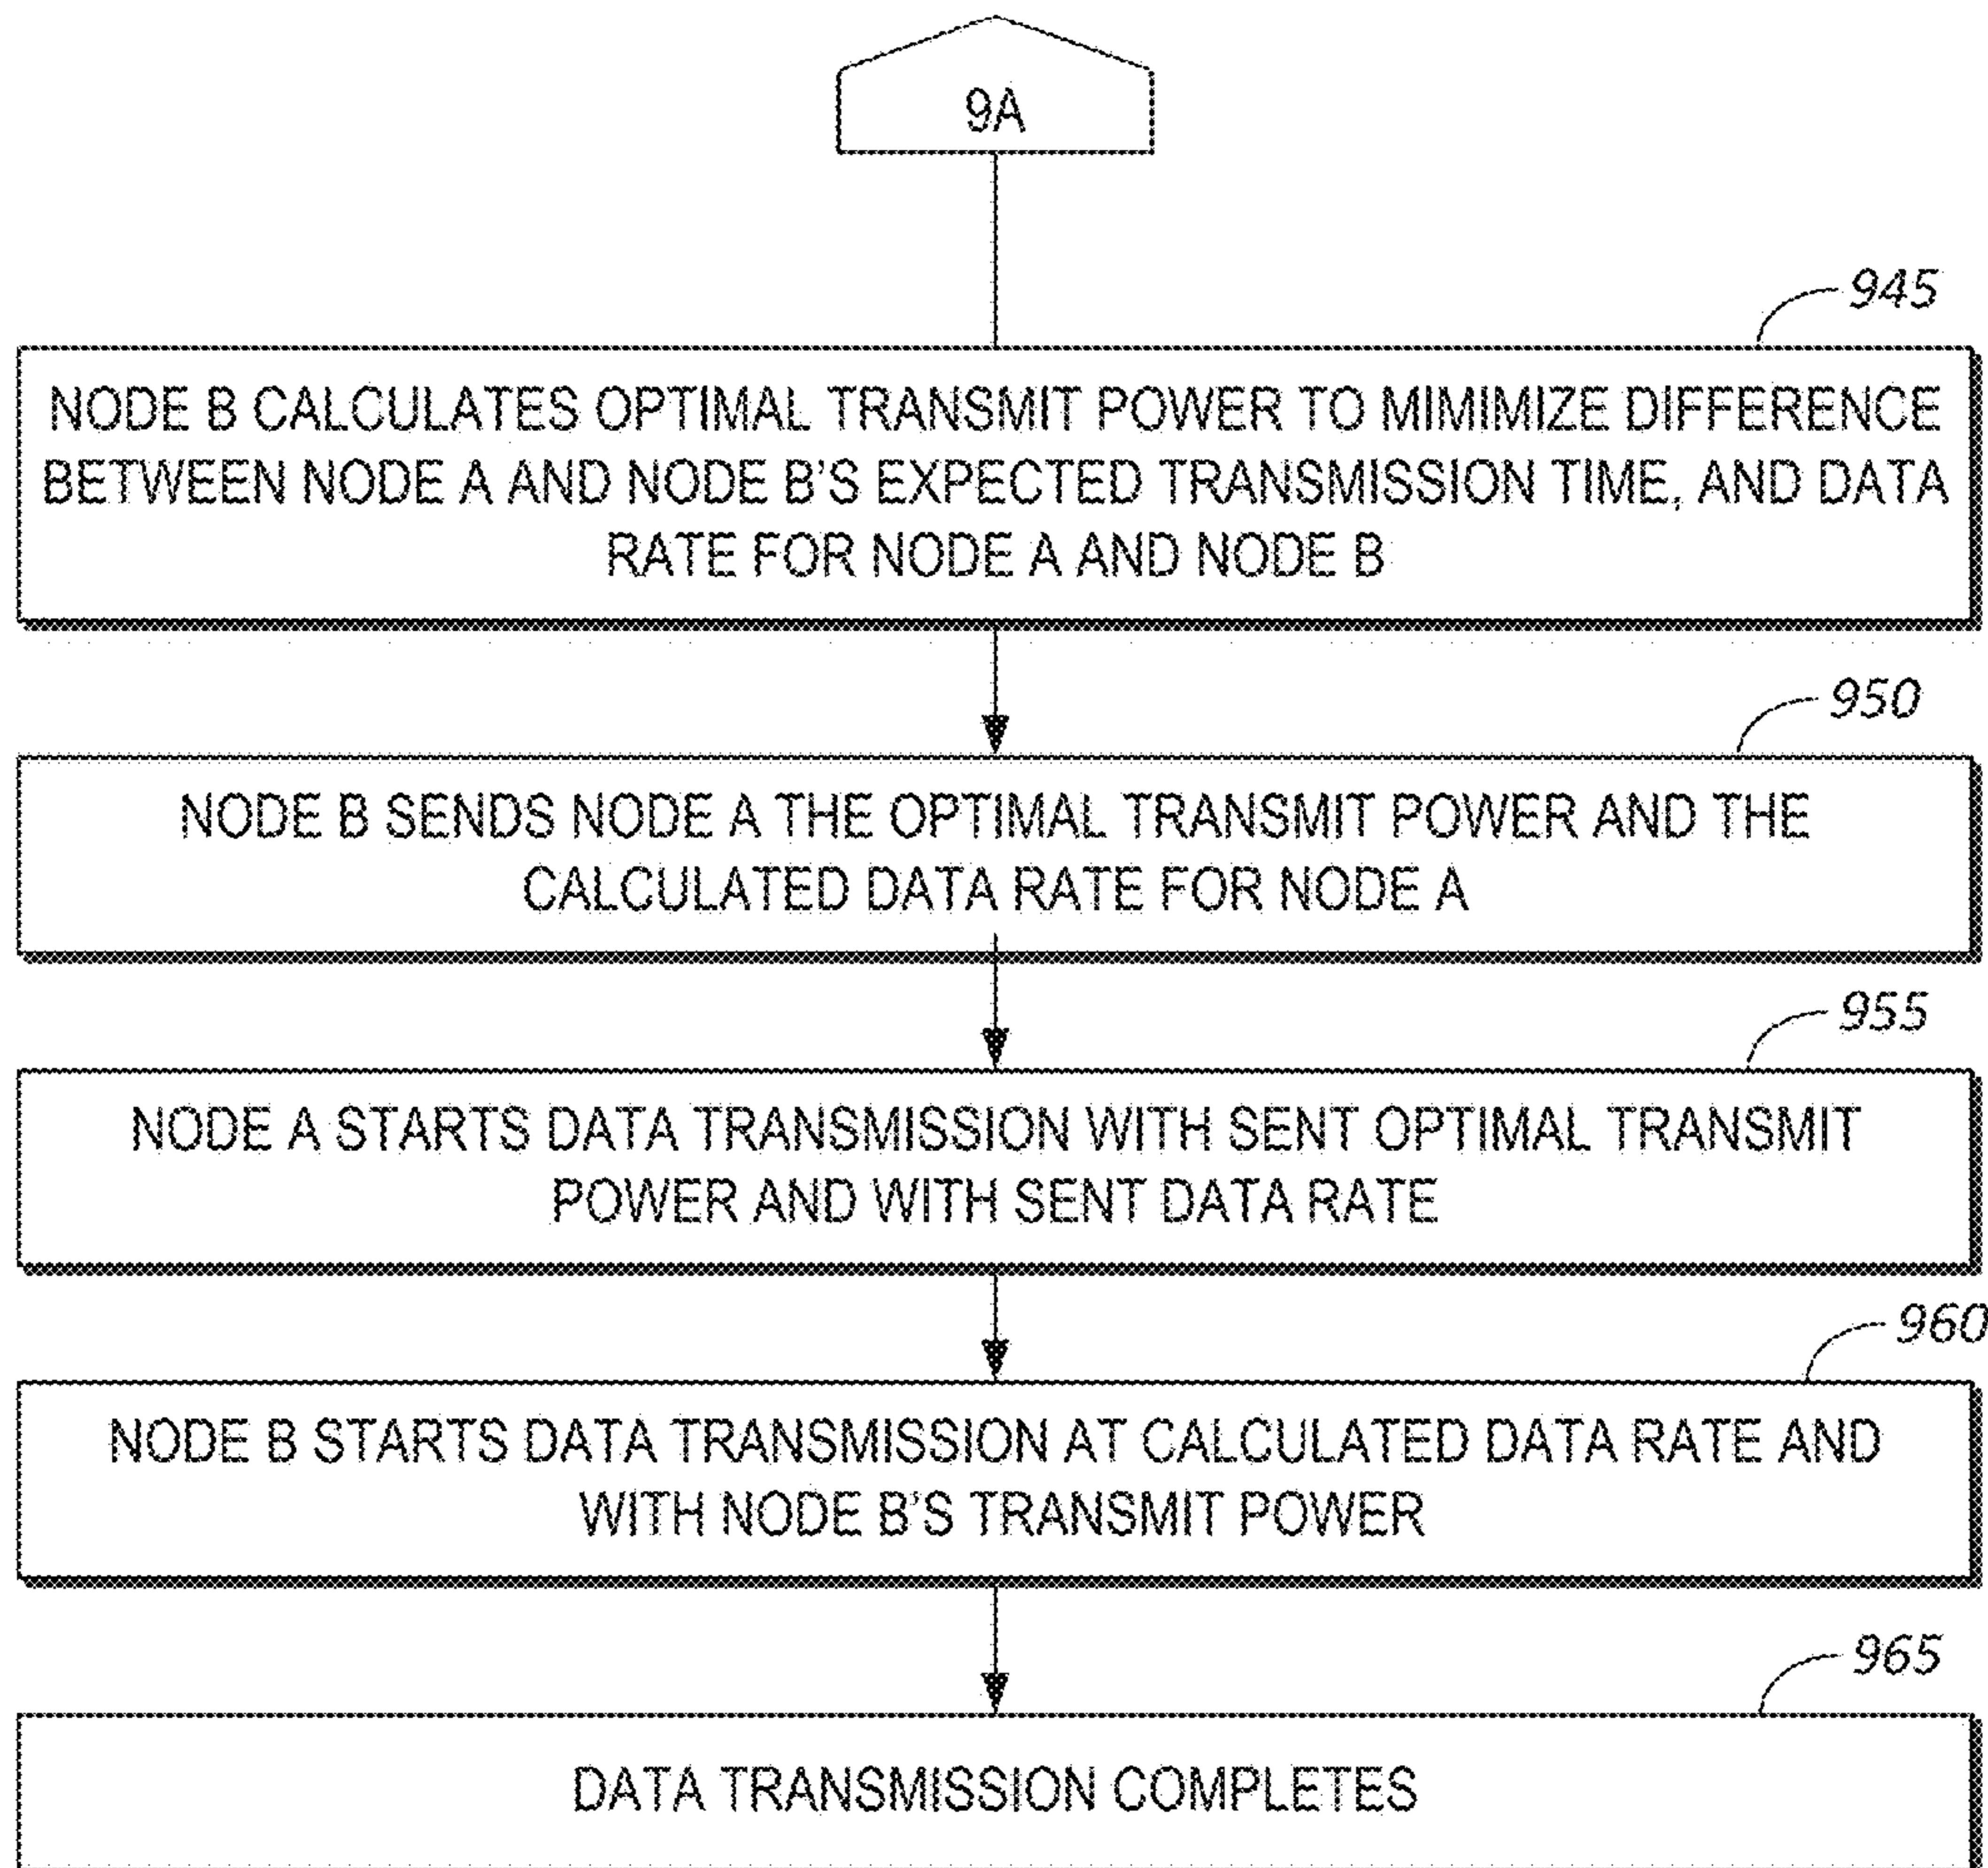 9A
945
NODE B CALCULATES OPTIMAL TRANSMIT POWER TO MIMIMIZE DIFFERENCE
BETWEEN NODE A AND NODE B'S EXPECTED TRANSMISSION TIME, AND DATA
RATE FOR NODE A AND NODE B
950
NODE B SENDS NODE A THE OPTIMAL TRANSMIT POWER AND THE
CALCULATED DATA RATE FOR NODE A
955
NODE A STARTS DATA TRANSMISSION WITH SENT OPTIMAL TRANSMIT
POWER AND WITH SENT DATA RATE
960
NODE B STARTS DATA TRANSMISSION AT CALCULATED DATA RATE AND
WITH NODE B'S TRANSMIT POWER
965
DATA TRANSMISSION COMPLETES